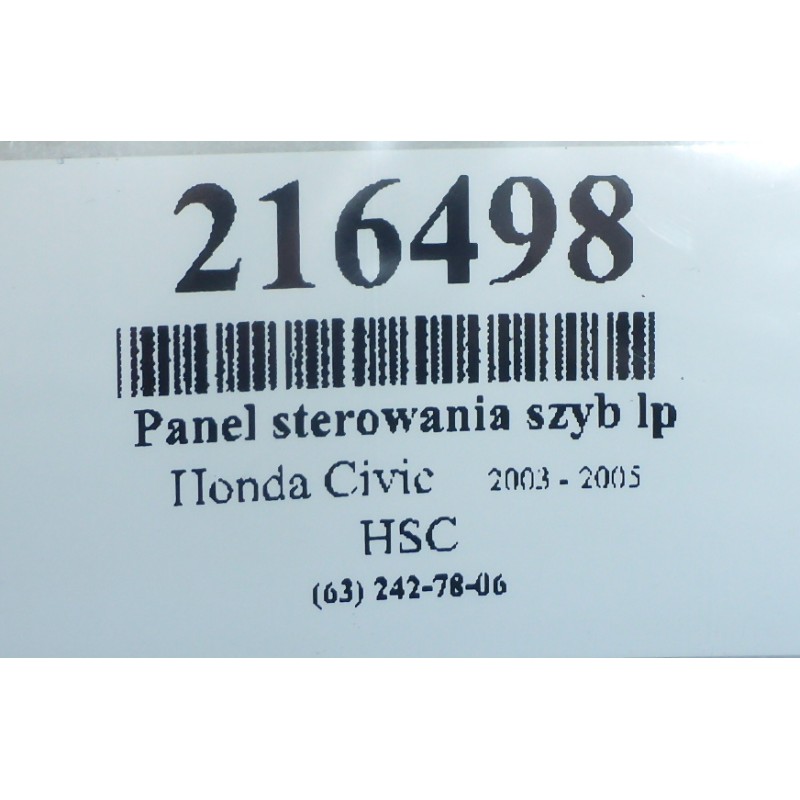 216498
Panel sterowania szyb lp
Honda Civic 2003 - 2005
HSC
(63) 242-78-06